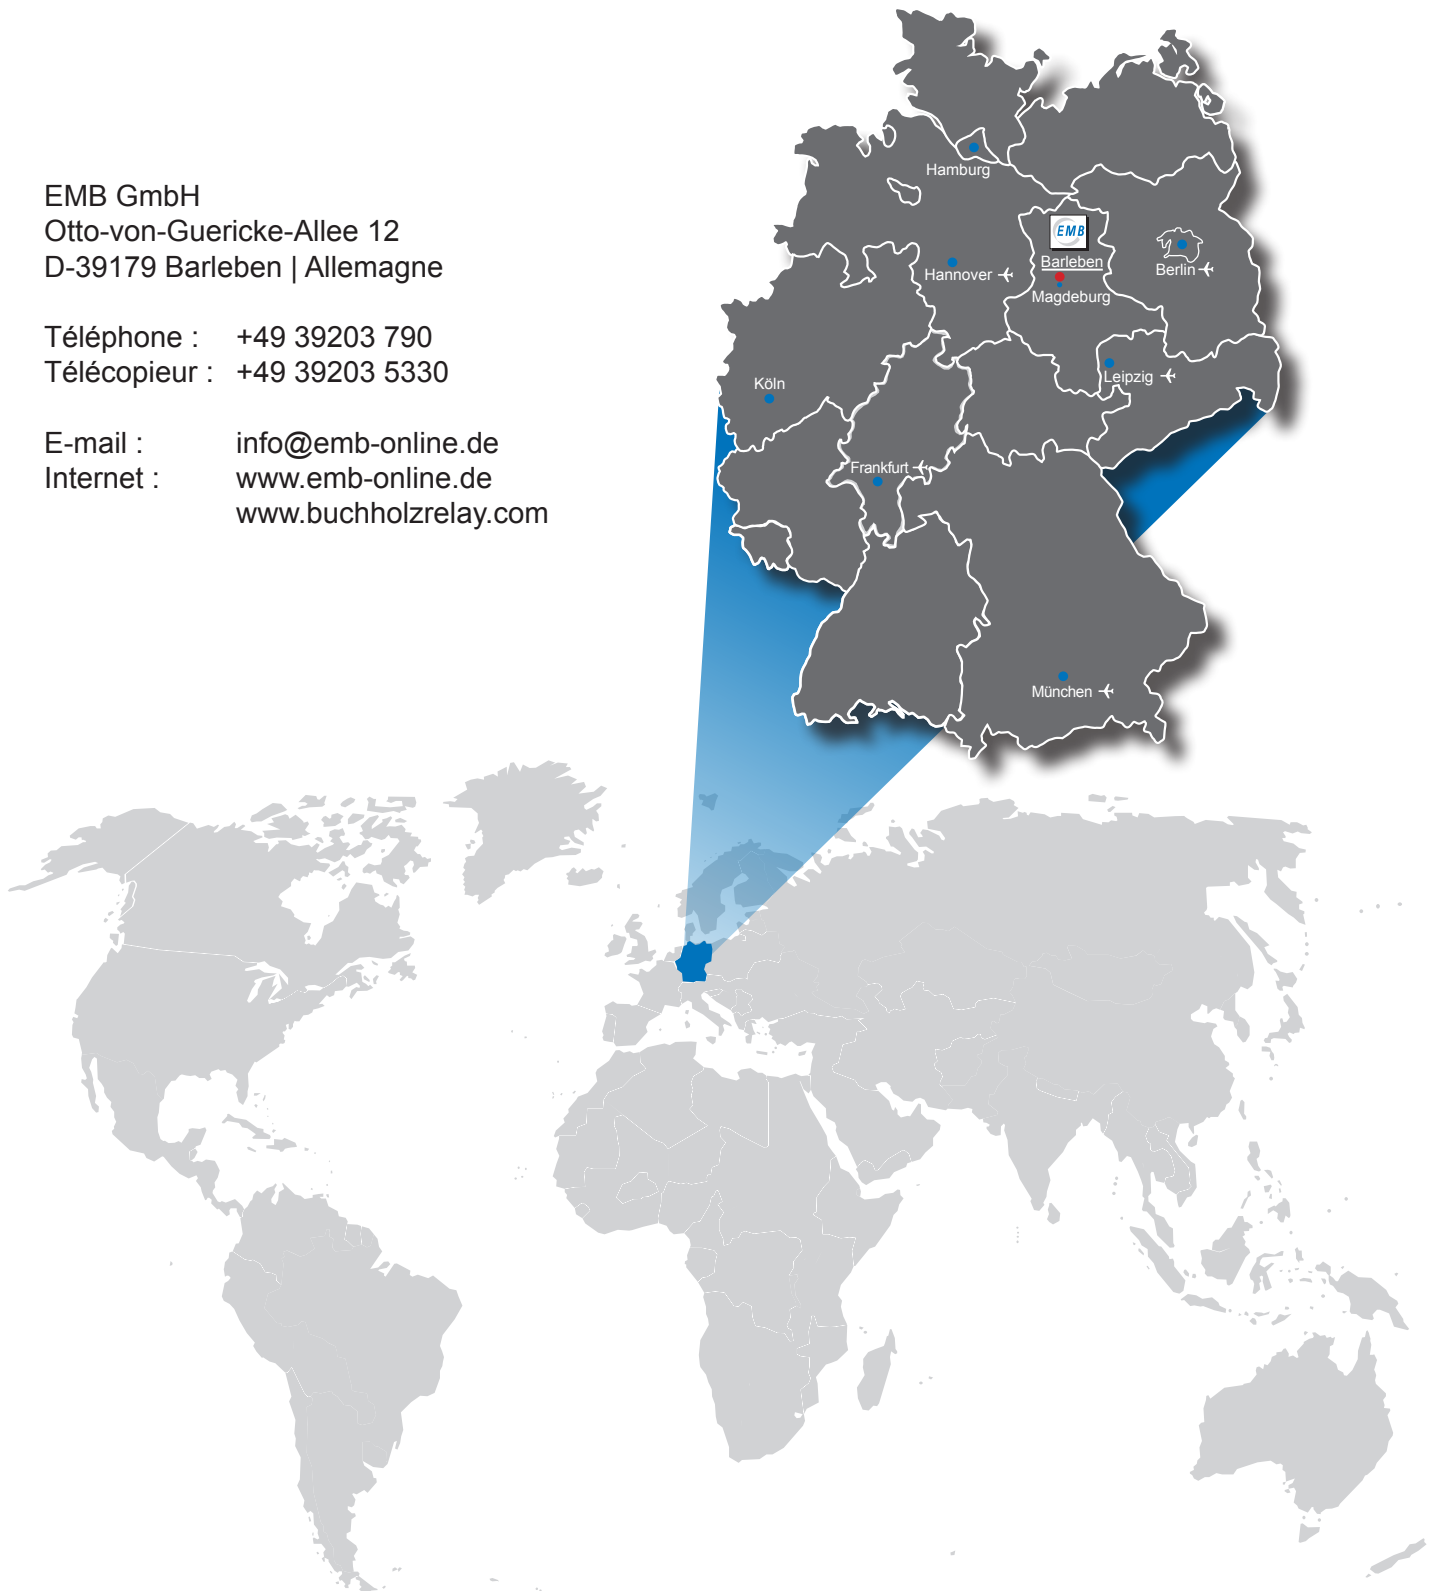 EMB GmbH
Otto-von-Guericke-Allee 12
D-39179 Barleben | Allemagne
Téléphone : +49 39203 790
Télécopieur : +49 39203 5330
E-mail : info@emb-online.de
Internet : www.emb-online.de
www.buchholzrelay.com
Hamburg
EMB
Barleben
Hannover
Berlin
Magdeburg
Leipzig
Köln
Frankfurt
München